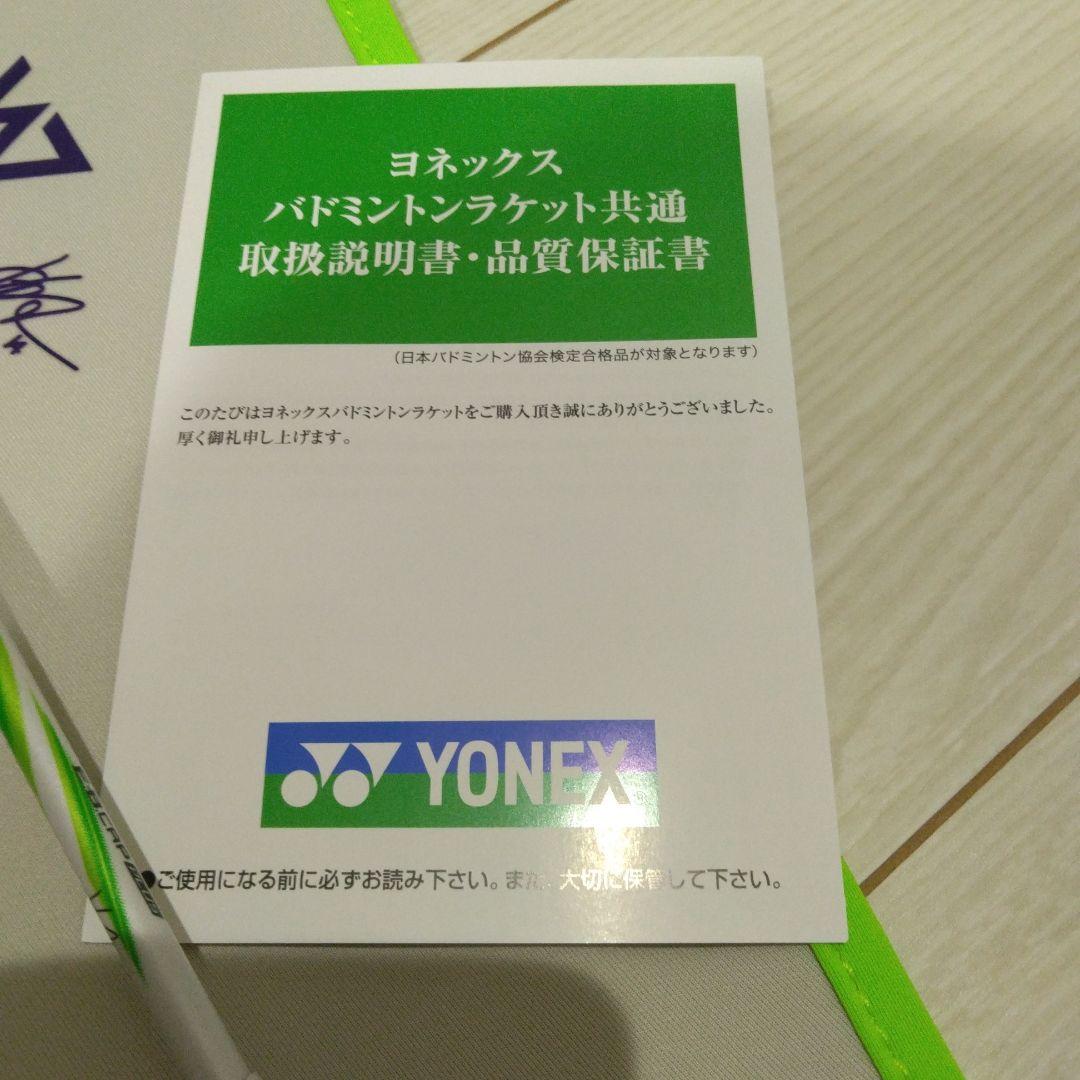 ヨネックス
バドミントンラケット共通
取扱説明書・品質保証書
（日本バドミントン協会検定合格品が対象となります）
このたびはヨネックスバドミントンラケットをご購入頂き誠にありがとうございました。
厚く御礼申し上げます。
YONEX
●ご使用になる前に必ずお読み下さい。また、大切に保管して下さい。